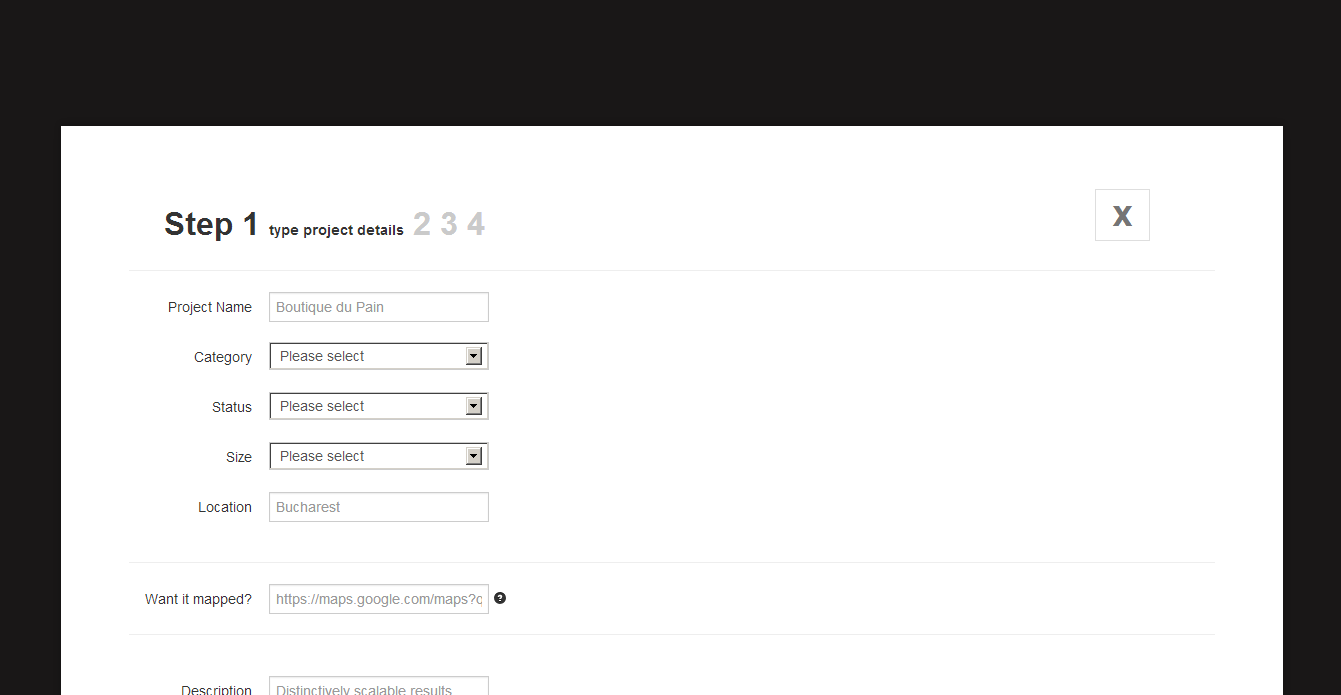 Step 1 type project details 2 3 4
X
Project Name Boutique du Pain
Category Please select
Status Please select
Size Please select
Location Bucharest
Want it mapped? https://maps.google.com/maps?q ?
Description Distinctively scalable results